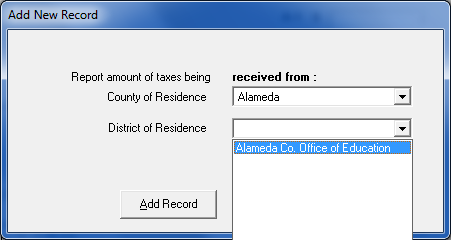 Add New Record
Report amount of taxes being received from :
County of Residence Alameda
District of Residence
Alameda Co. Office of Education
Add Record